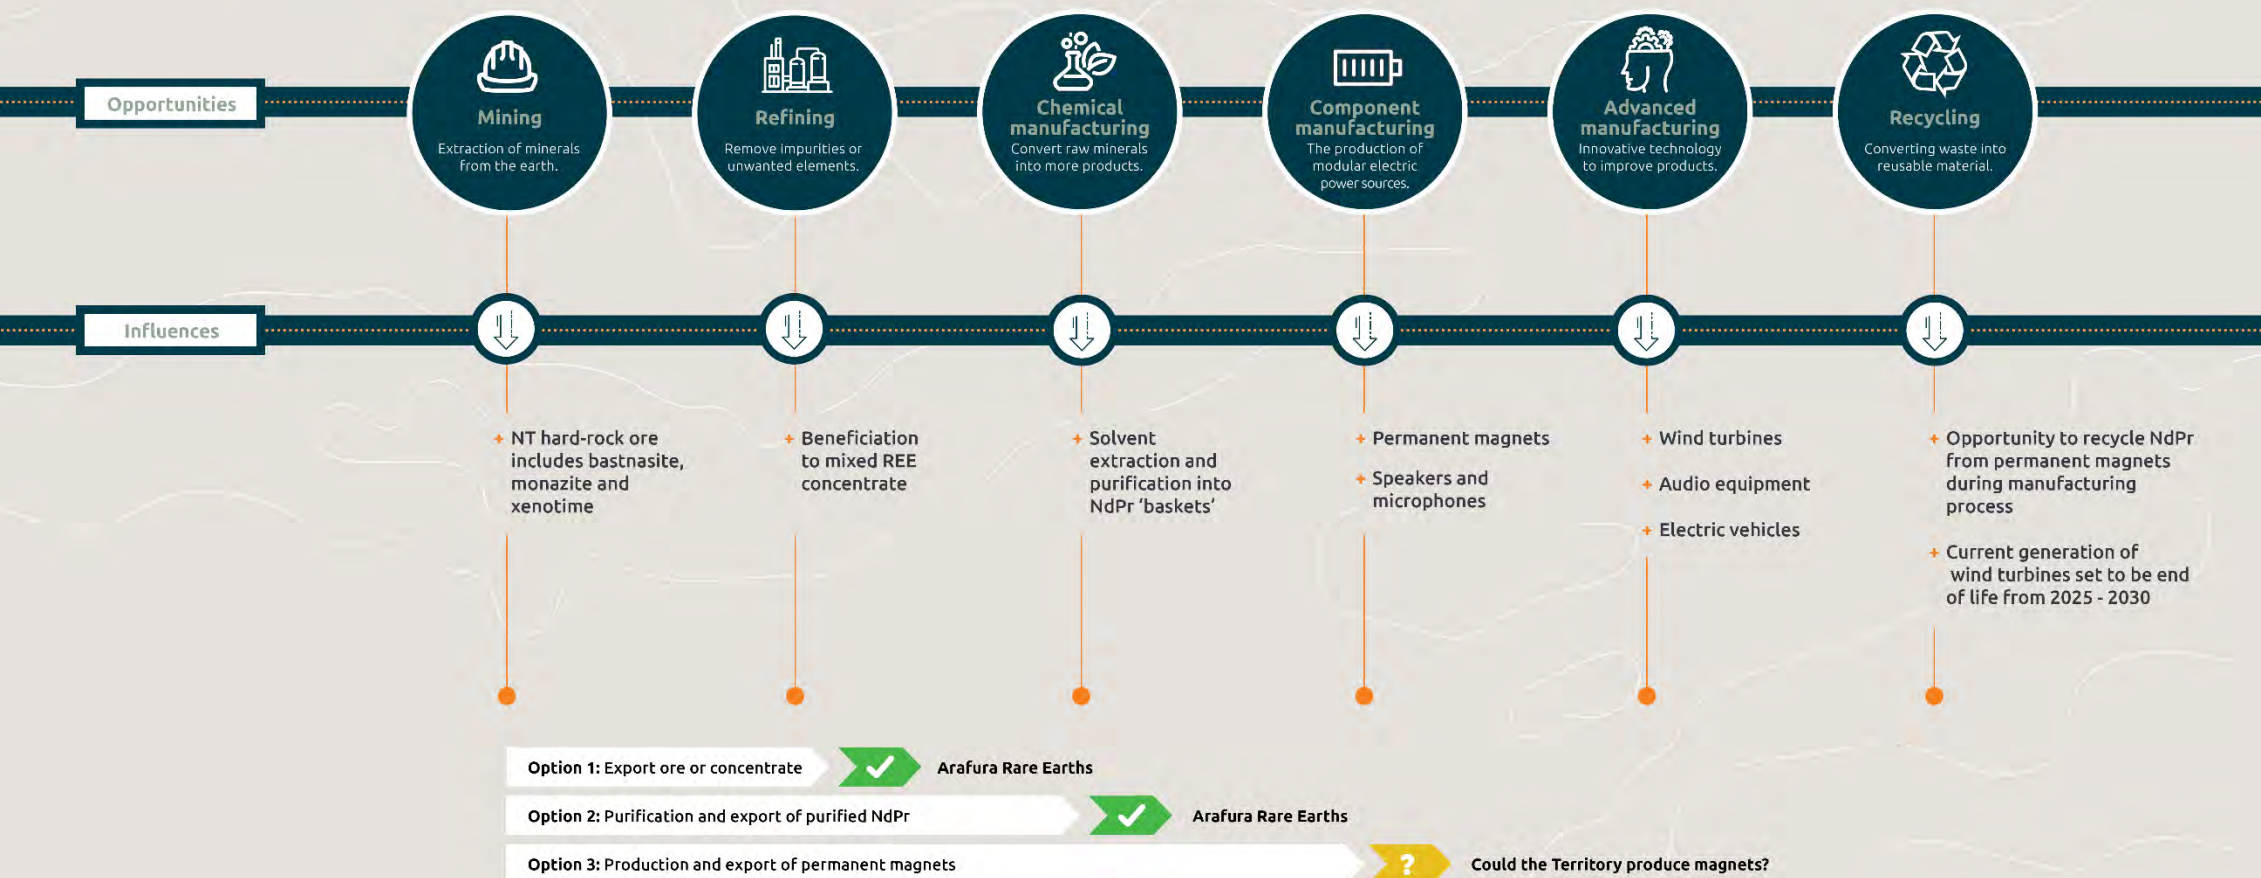 Opportunities
Mining
Extraction of minerals
from the earth.
Refining
Remove impurities or
unwanted elements.
Chemical
manufacturing
Convert raw minerals
into more products.
Component
manufacturing
The production of
modular electric
power sources.
Advanced
manufacturing
Innovative technology
to improve products.
Recycling
Converting waste into
reusable material.
Influences
+ NT hard-rock ore
includes bastnasite,
monazite and
xenotime
+ Beneficiation
to mixed REE
concentrate
+ Solvent
extraction and
purification into
NdPr ‘baskets’
+ Permanent magnets
+ Speakers and
microphones
+ Wind turbines
+ Audio equipment
+ Electric vehicles
+ Opportunity to recycle NdPr
from permanent magnets
during manufacturing
process
+ Current generation of
wind turbines set to be end
of life from 2025 - 2030
Option 1: Export ore or concentrate
Arafura Rare Earths
Option 2: Purification and export of purified NdPr
Arafura Rare Earths
Option 3: Production and export of permanent magnets
?
Could the Territory produce magnets?